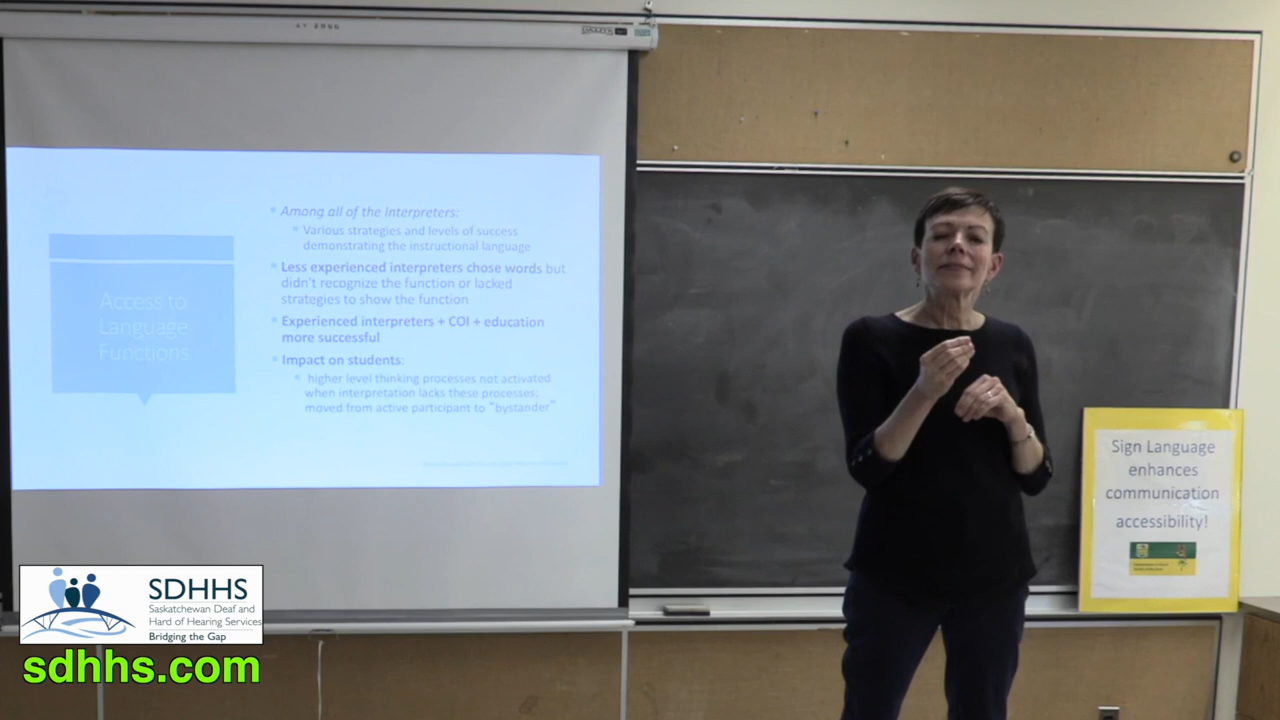 Access to
Language
Functions
Among all of the Interpreters:
Various strategies and levels of success
demonstrating the instructional language
Less experienced interpreters chose words but
didn't recognize the function or lacked
strategies to show the function
Experienced interpreters + COI + education
more successful
Impact on students:
higher level thinking processes not activated
when interpretation lacks these processes;
moved from active participant to "bystander"
Sign Language
enhances
communication
accessibility!
SDHHS
Saskatchewan Deaf and
Hard of Hearing Services
Bridging the Gap
sdhhs.com